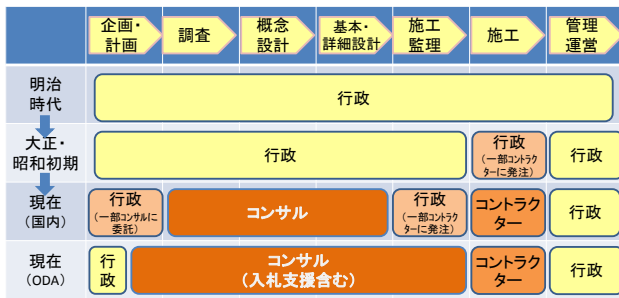 企画・
計画
調査
概念
設計
基本・
詳細設計
施工
監理
施工
管理
運営
明治
時代
行政
大正・
昭和初期
行政
行政
(一部コントラク
ターに発注)
行政
現在
(国内)
行政
(一部コンサルに
委託)
コンサル
行政
(一部コントラク
ターに発注)
コントラク
ター
行政
現在
(ODA)
行
政
コンサル
(入札支援含む)
コントラク
ター
行政